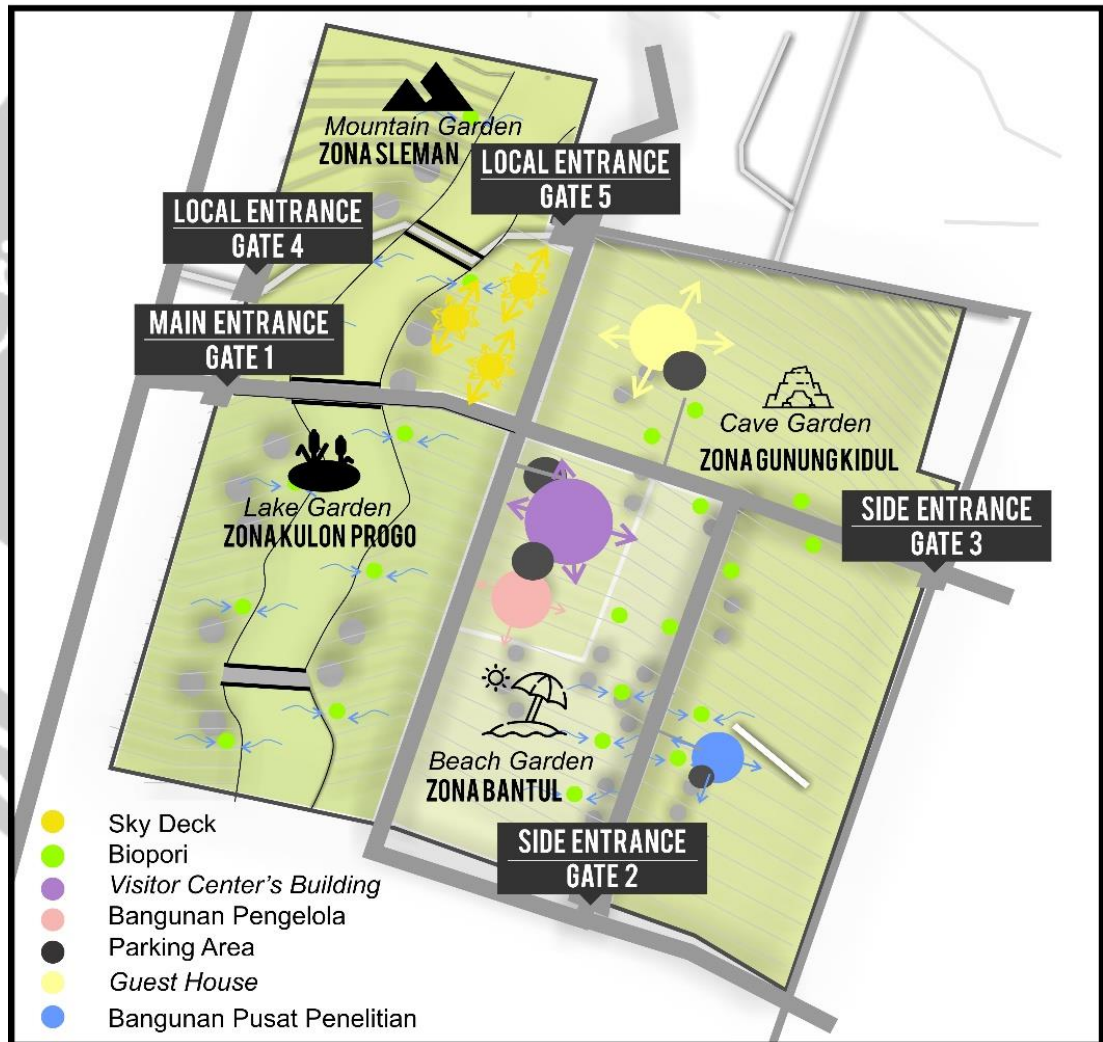 Mountain Garden
ZONA SLEMAN
LOCAL ENTRANCE
GATE 5
LOCAL ENTRANCE
GATE 4
MAIN ENTRANCE
GATE 1
Cave Garden
ZONA GUNUNG KIDUL
Lake Garden
ZONA KULON PROGO
SIDE ENTRANCE
GATE 3
Beach Garden
ZONA BANTUL
SIDE ENTRANCE
GATE 2
Sky Deck
Biopori
Visitor Center's Building
Bangunan Pengelola
Parking Area
Guest House
Bangunan Pusat Penelitian